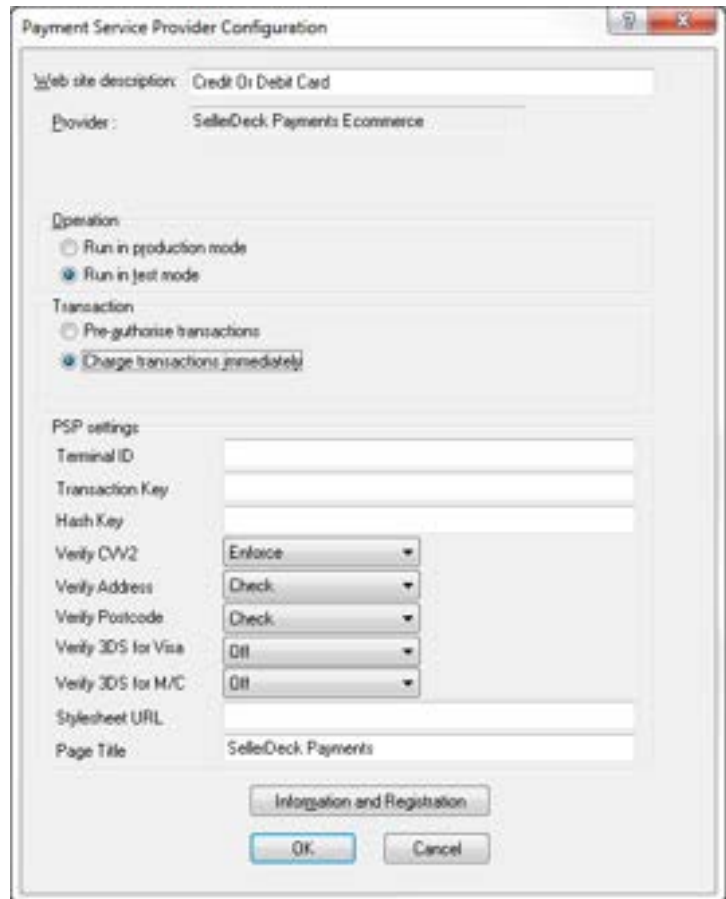 Payment Service Provider Configuration
Web site description: Credit Or Debit Card
Provider: SellerDeck Payments Ecommerce
Operation
Run in production mode
Run in test mode
Transaction
Pre-authorise transactions
Charge transactions immediately
PSP settings
Terminal ID
Transaction Key
Hash Key
Verify CVV2 Enforce
Verify Address Check
Verify Postcode Check
Verify 3DS for Visa Off
Verify 3DS for M/C Off
Stylesheet URL
Page Title SellerDeck Payments
Information and Registration
OK Cancel